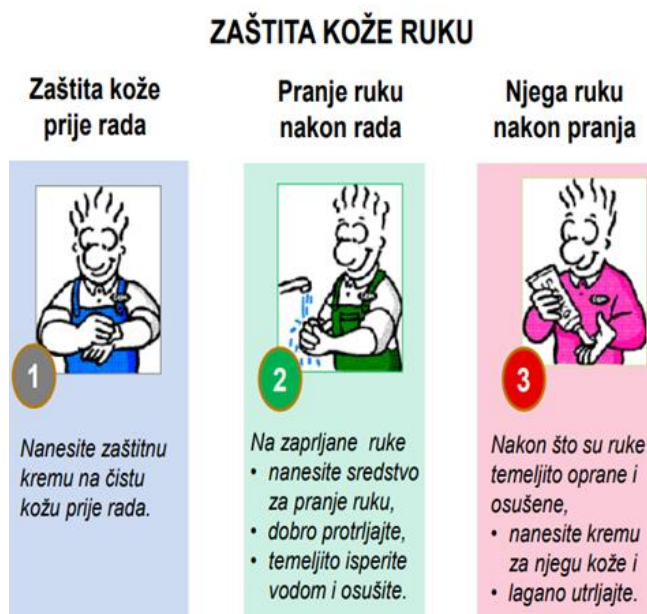 ZAŠTITA KOŽE RUKU
Zaštita kože
prije rada
1
Nanesite zaštitnu
kremu na čistu
kožu prije rada.
Pranje ruku
nakon rada
2
Na zaprljane ruke
• nanesite sredstvo
za pranje ruku,
• dobro protrljajte,
• temeljito isperite
vodom i osušite.
Njega ruku
nakon pranja
3
Nakon što su ruke
temeljito oprane i
osušene,
• nanesite kremu
za njegu kože i
• lagano utrljajte.